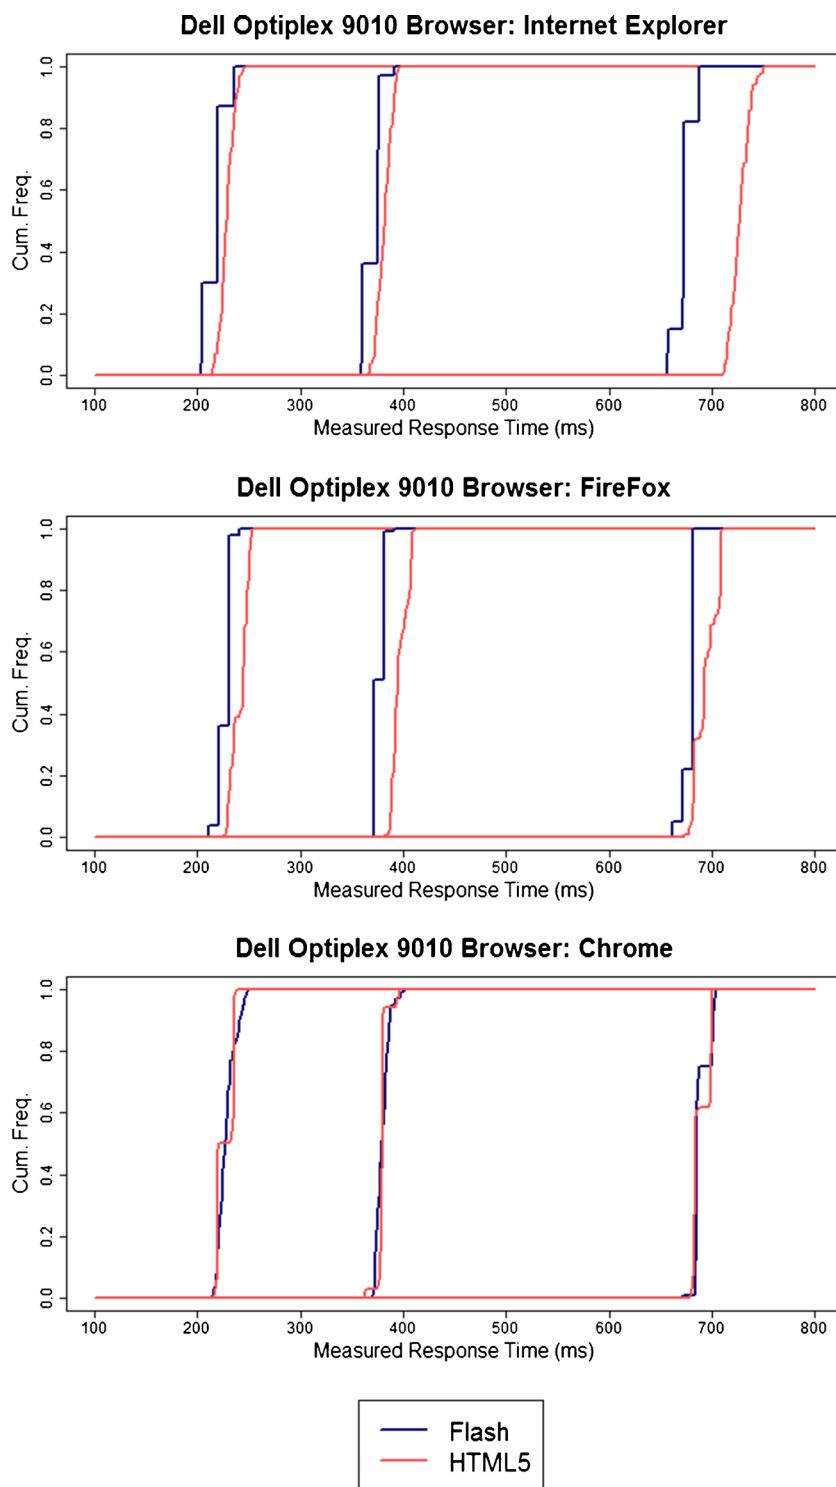 Dell Optiplex 9010 Browser: Internet Explorer
Cum. Freq.
1.0
0.8
0.6
0.4
0.2
0.0
100 200 300 400 500 600 700 800
Measured Response Time (ms)
Dell Optiplex 9010 Browser: FireFox
Cum. Freq.
1.0
0.8
0.6
0.4
0.2
0.0
100 200 300 400 500 600 700 800
Measured Response Time (ms)
Dell Optiplex 9010 Browser: Chrome
Cum. Freq.
1.0
0.8
0.6
0.4
0.2
0.0
100 200 300 400 500 600 700 800
Measured Response Time (ms)
Flash
HTML5